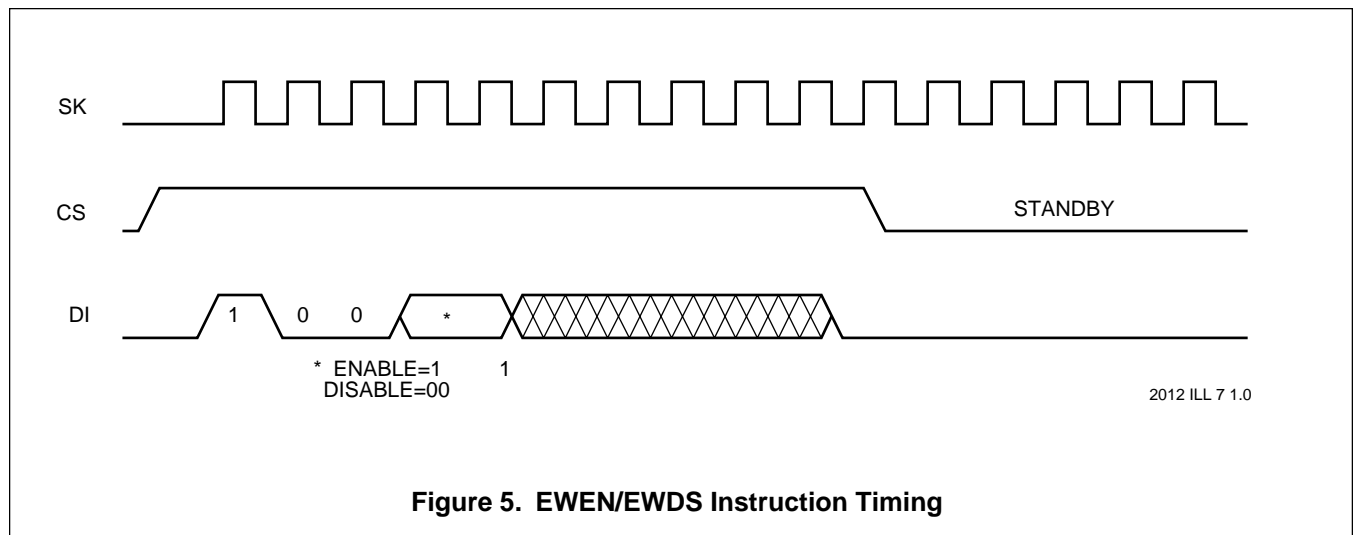 SK
CS
STANDBY
DI
1 0 0 *
* ENABLE=1 1
DISABLE=00
2012 ILL 7 1.0
Figure 5. EWEN/EWDS Instruction Timing